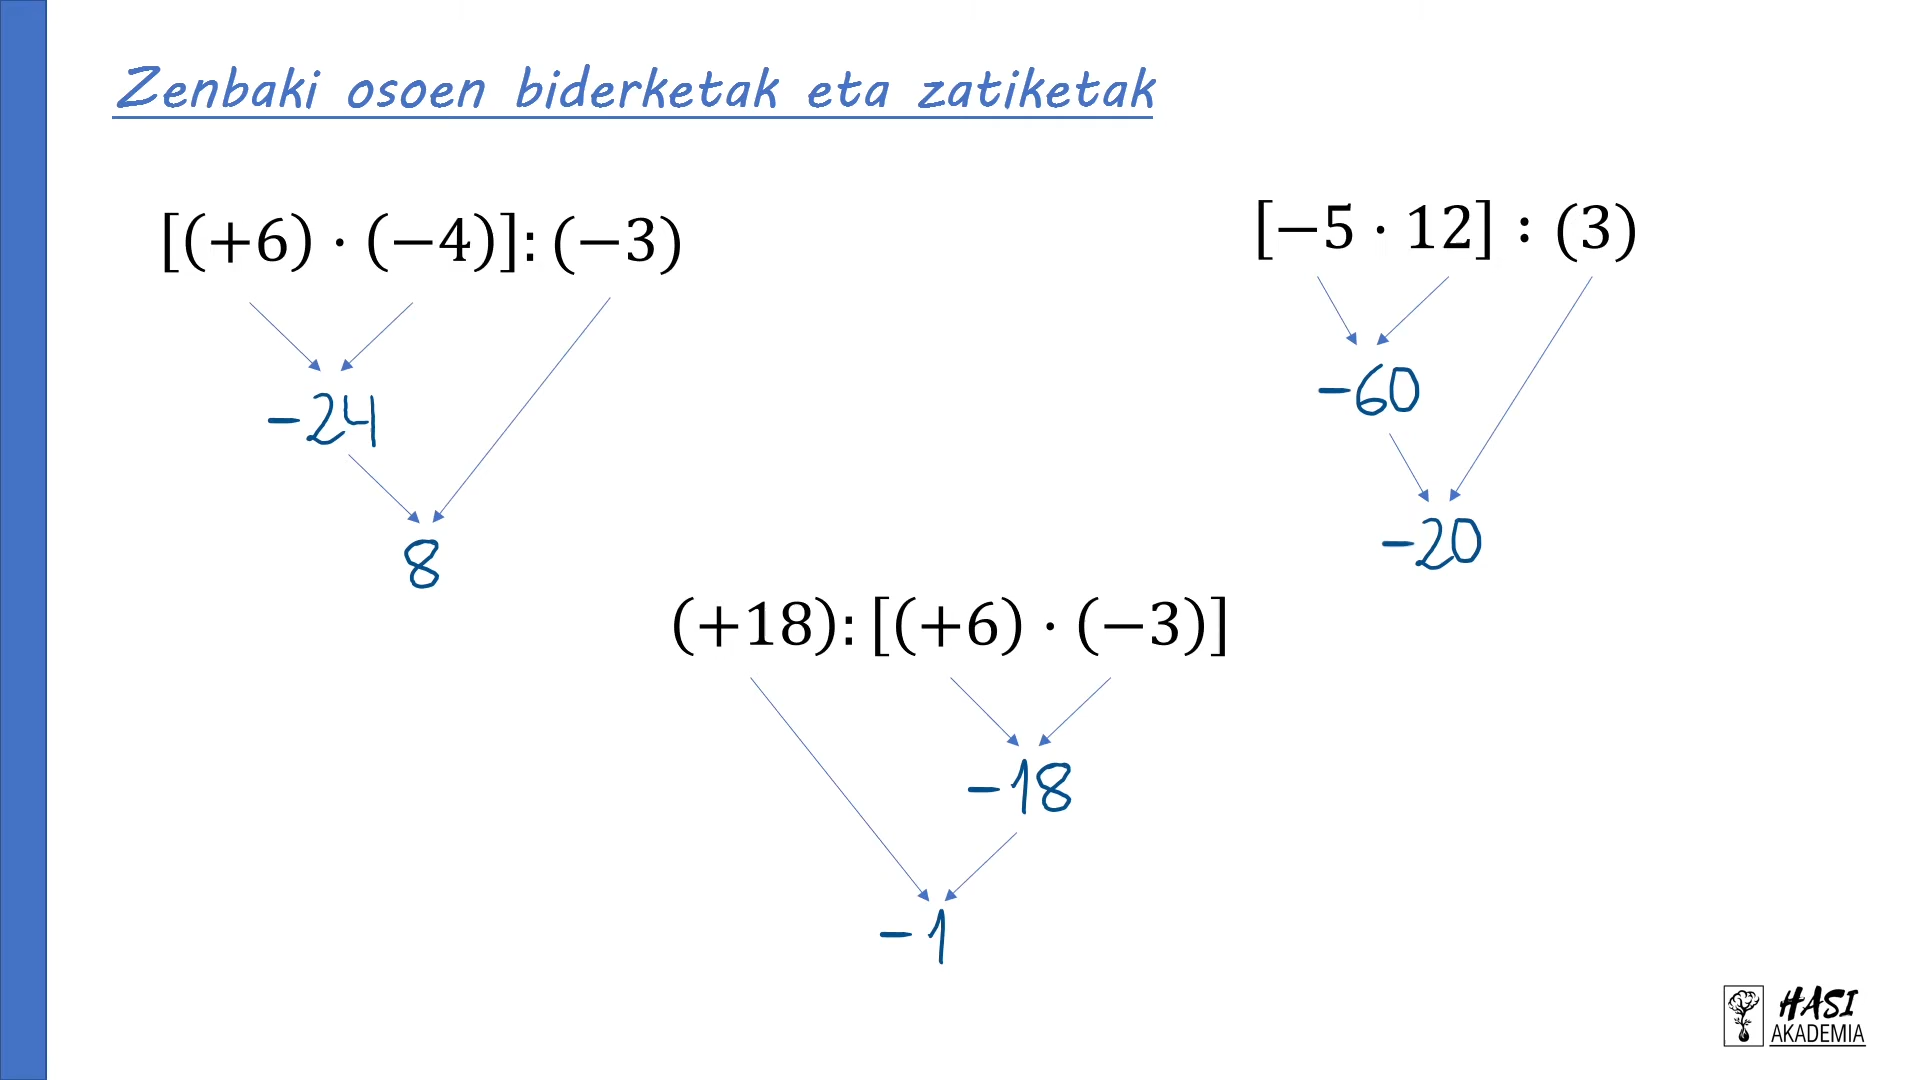 Zenbaki osoen biderketak eta zatiketak
[(+6) · (−4)]: (−3)
-24
8
[−5 · 12] : (3)
-60
-20
(+18): [(+6) · (−3)]
-18
-1
HASI
AKADEMIA